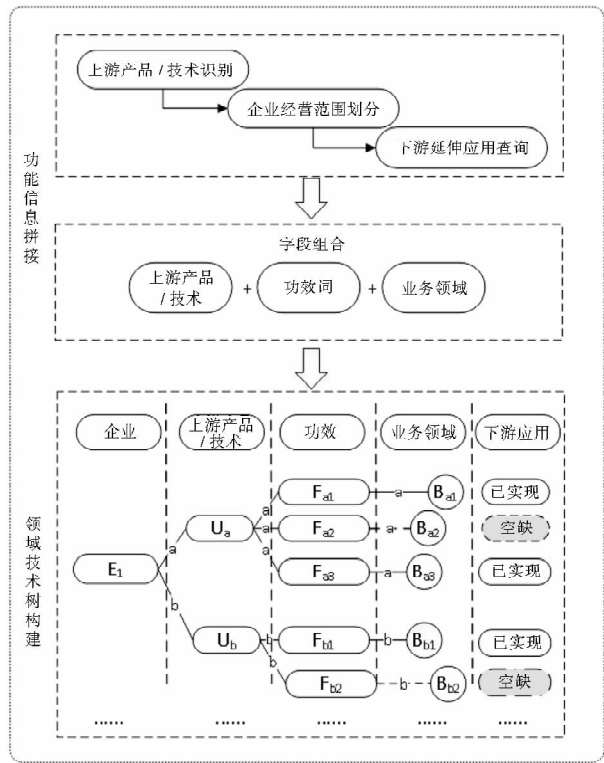 功能信息拼接
上游产品 / 技术识别
企业经营范围划分
下游延伸应用查询
字段组合
上游产品
/ 技术
+
功效词
+
业务领域
领域技术树构建
企业
上游产品
/ 技术
功效
业务领域
下游应用
E1
a
b
Ua
a
a
a
Fa1
a
Ba1
已实现
Fa2
a
Ba2
空缺
Fa3
a
Ba3
已实现
Ub
b
b
Fb1
b
Bb1
已实现
Fb2
b
Bb2
空缺
…… …… …… …… ……